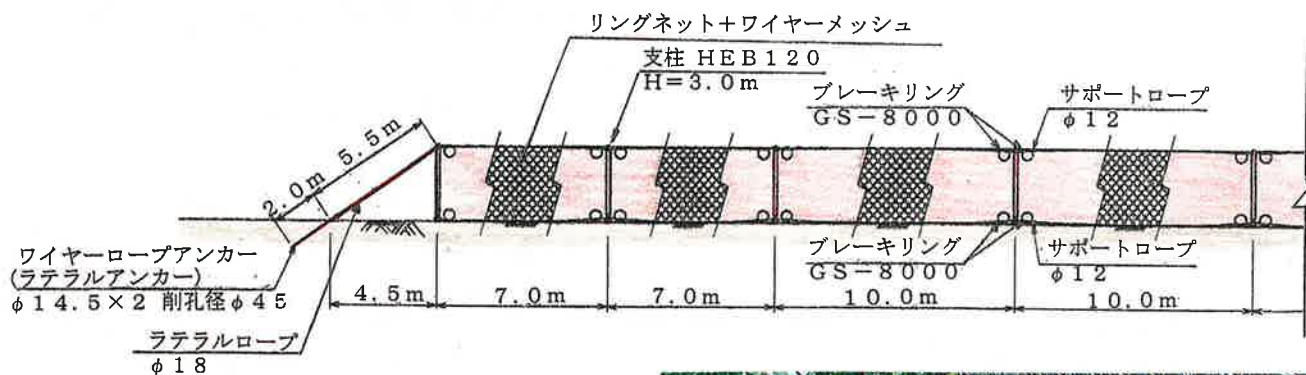 リングネット+ワイヤーメッシュ
支柱 HEB120
H=3.0m
ブレーキリング
GS-8000
サポートロープ
φ12
5.5m
2.0m
ワイヤーロープアンカー
(ラテラルアンカー)
φ14.5×2 削孔径φ45
ブレーキリング
GS-8000
サポートロープ
φ12
4.5m
7.0m
7.0m
10.0m
10.0m
ラテラルロープ
φ18